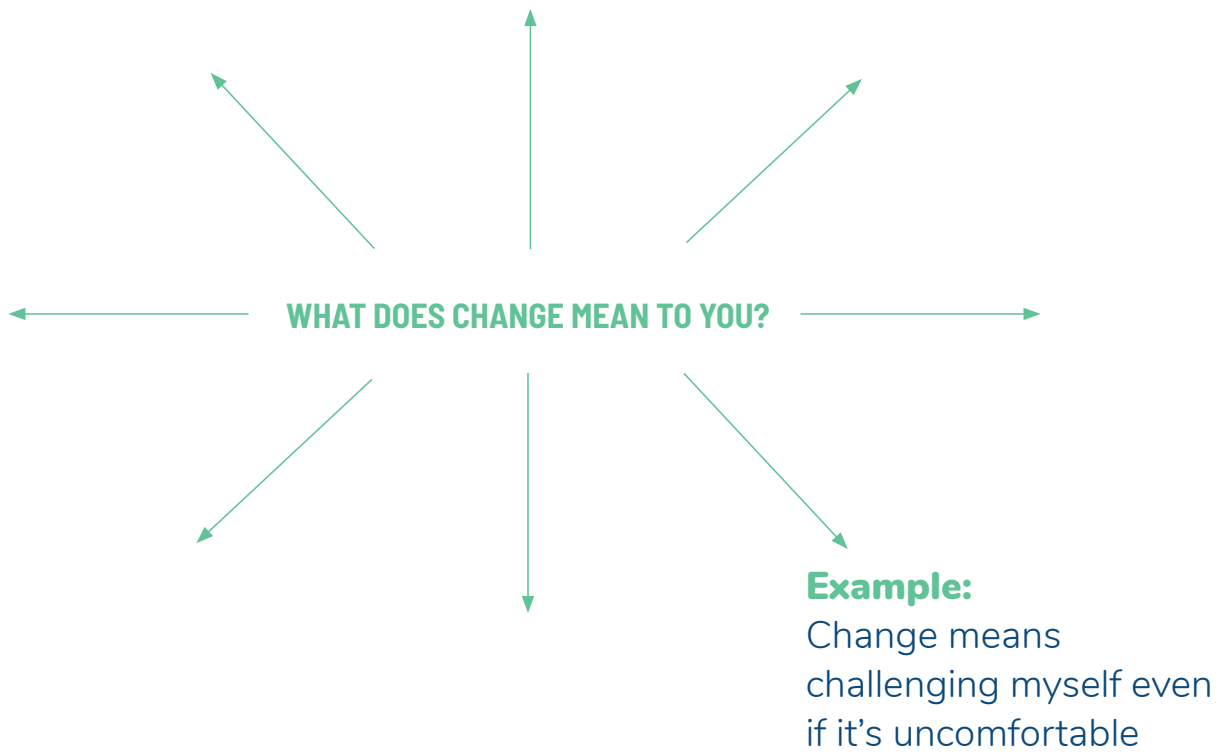 WHAT DOES CHANGE MEAN TO YOU?
Example:
Change means
challenging myself even
if it’s uncomfortable